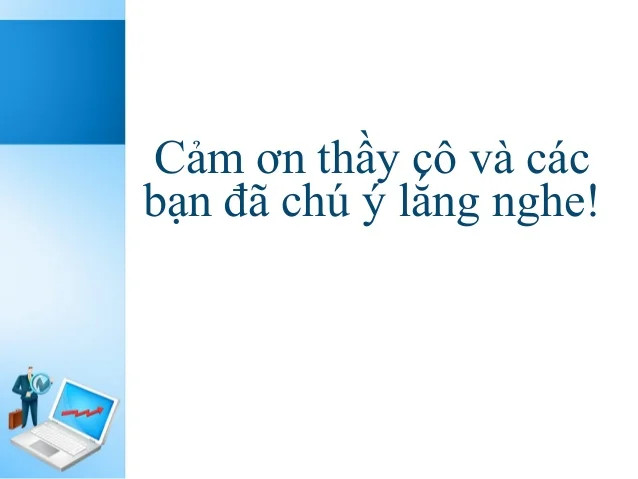 Cảm ơn thầy cô và các
bạn đã chú ý lắng nghe!